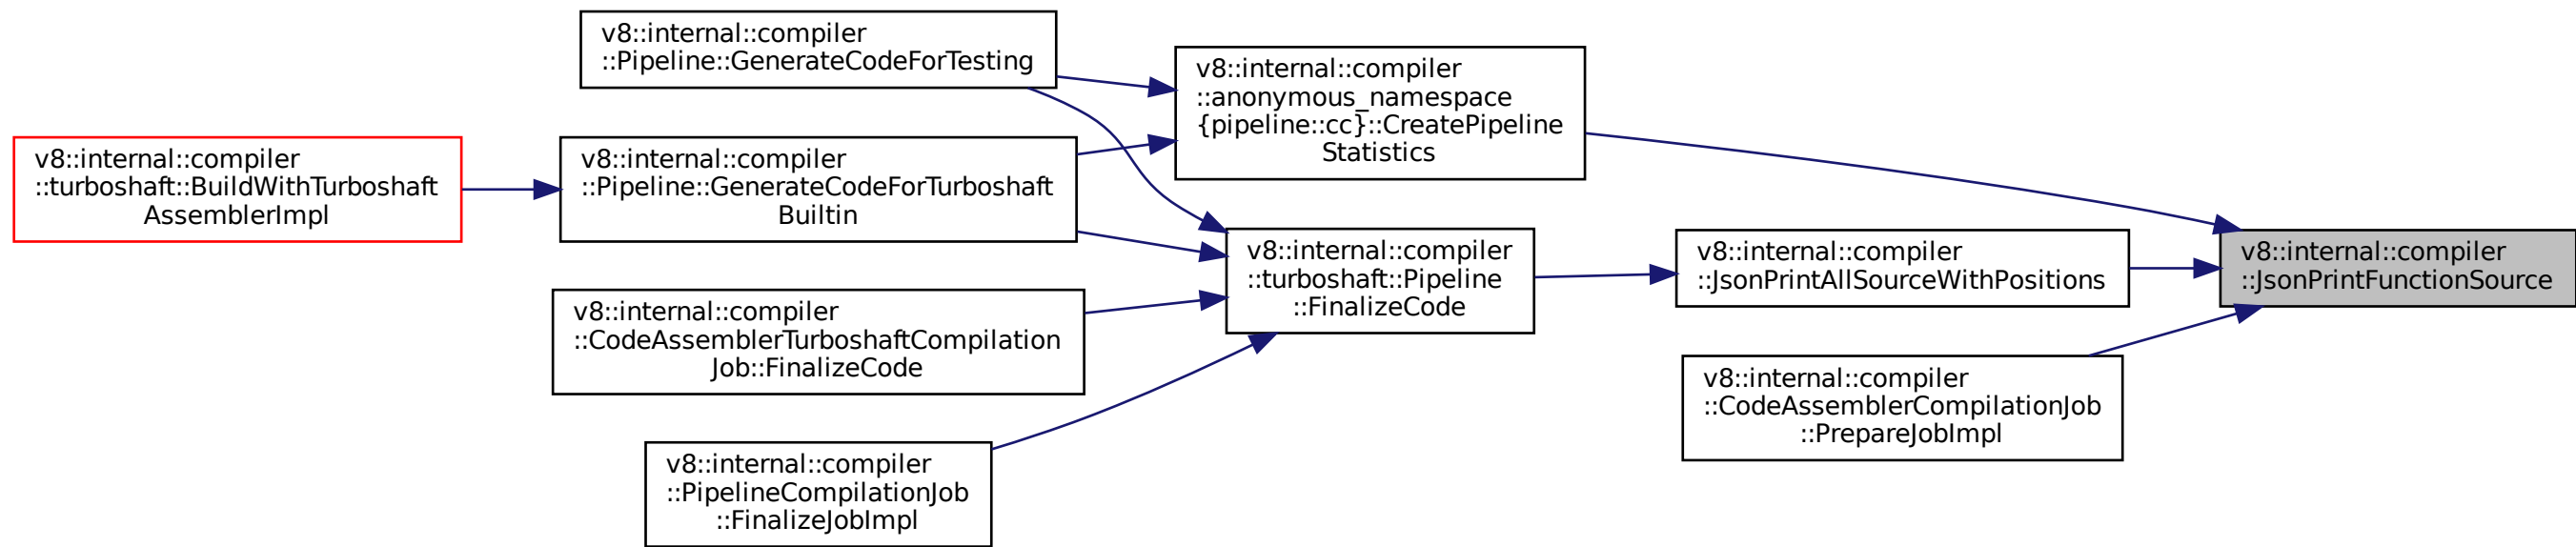 v8::internal::compiler
::Pipeline::GenerateCodeForTesting
v8::internal::compiler
::anonymous_namespace
{pipeline::cc}::CreatePipeline
Statistics
v8::internal::compiler
::turboshaft::BuildWithTurboshaft
AssemblerImpl
v8::internal::compiler
::Pipeline::GenerateCodeForTurboshaft
Builtin
v8::internal::compiler
::turboshaft::Pipeline
::FinalizeCode
v8::internal::compiler
::JsonPrintAllSourceWithPositions
v8::internal::compiler
::JsonPrintFunctionSource
v8::internal::compiler
::CodeAssemblerTurboshaftCompilation
Job::FinalizeCode
v8::internal::compiler
::CodeAssemblerCompilationJob
::PrepareJobImpl
v8::internal::compiler
::PipelineCompilationJob
::FinalizeJobImpl